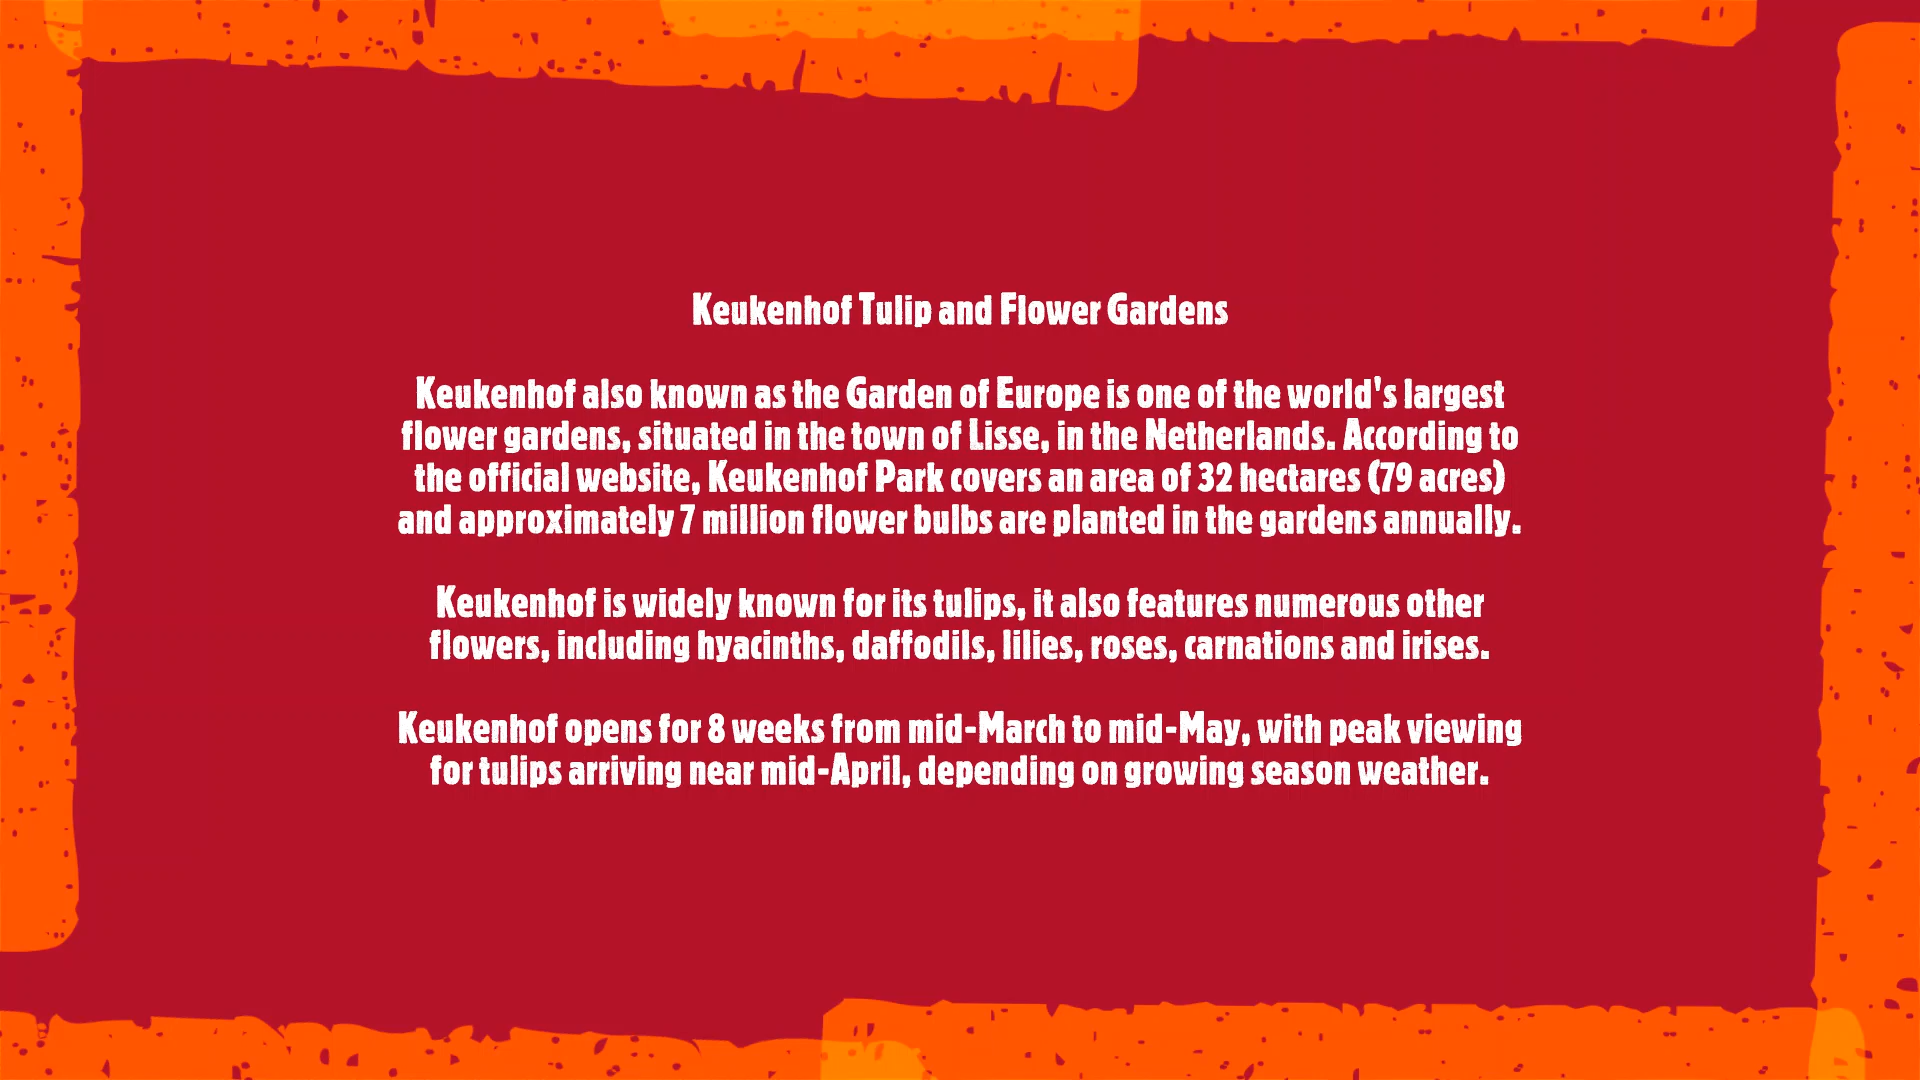 Keukenhof Tulip and Flower Gardens
Keukenhof also known as the Garden of Europe is one of the world's largest
flower gardens, situated in the town of Lisse, in the Netherlands. According to
the official website, Keukenhof Park covers an area of 32 hectares (79 acres)
and approximately 7 million flower bulbs are planted in the gardens annually.
Keukenhof is widely known for its tulips, it also features numerous other
flowers, including hyacinths, daffodils, lilies, roses, carnations and irises.
Keukenhof opens for 8 weeks from mid-March to mid-May, with peak viewing
for tulips arriving near mid-April, depending on growing season weather.